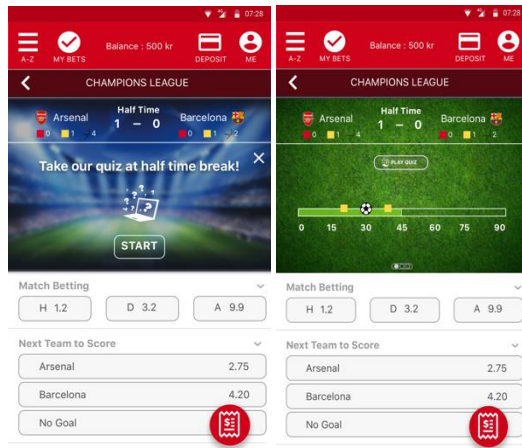 07:28
A-Z MY BETS Balance : 500 kr DEPOSIT ME
CHAMPIONS LEAGUE
Arsenal Half Time Barcelona
1 – 0
0 1 4 0 1 2
Take our quiz at half time break!
START
Match Betting
H 1.2 D 3.2 A 9.9
Next Team to Score
Arsenal 2.75
Barcelona 4.20
No Goal
07:28
A-Z MY BETS Balance : 500 kr DEPOSIT ME
CHAMPIONS LEAGUE
Arsenal Half Time Barcelona
1 – 0
0 1 4 0 1 2
PLAY QUIZ
0 15 30 45 60 75 90
Match Betting
H 1.2 D 3.2 A 9.9
Next Team to Score
Arsenal 2.75
Barcelona 4.20
No Goal